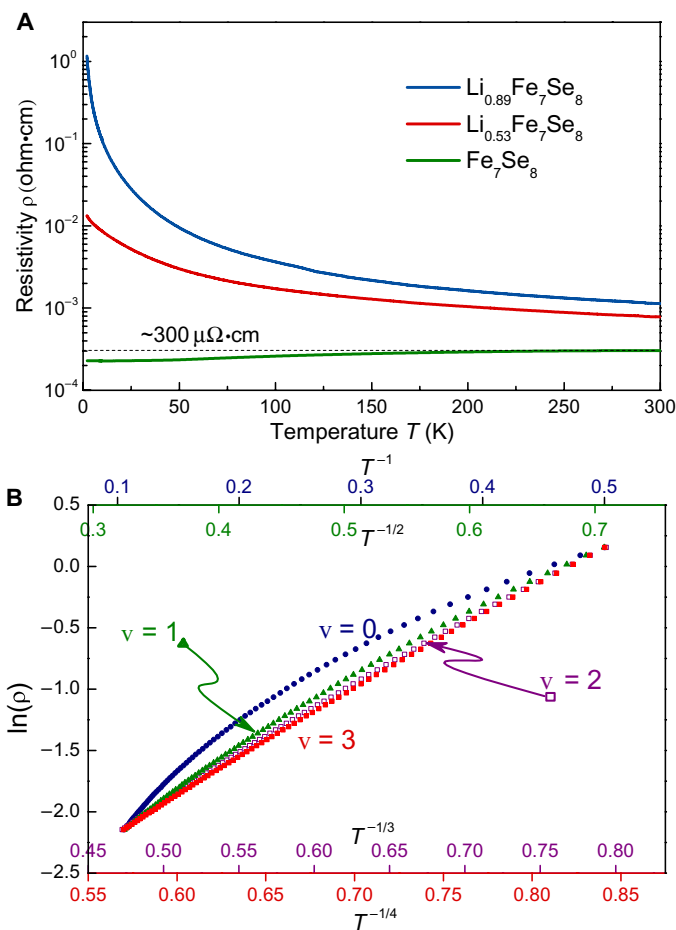 A
Resistivity ρ (ohm·cm)
10⁰
10⁻¹
10⁻²
10⁻³
10⁻⁴
Li₀.₈₉Fe₇Se₈
Li₀.₅₃Fe₇Se₈
Fe₇Se₈
~300 μΩ·cm
0 50 100 150 200 250 300
Temperature T (K)
B
T⁻¹
0.1 0.2 0.3 0.4 0.5
0.3 0.4 0.5 0.6 0.7
T⁻¹/²
ln(ρ)
0.5
0.0
−0.5
−1.0
−1.5
−2.0
−2.5
v = 1
v = 0
v = 2
v = 3
T⁻¹/³
0.45 0.50 0.55 0.60 0.65 0.70 0.75 0.80
0.55 0.60 0.65 0.70 0.75 0.80 0.85
T⁻¹/⁴